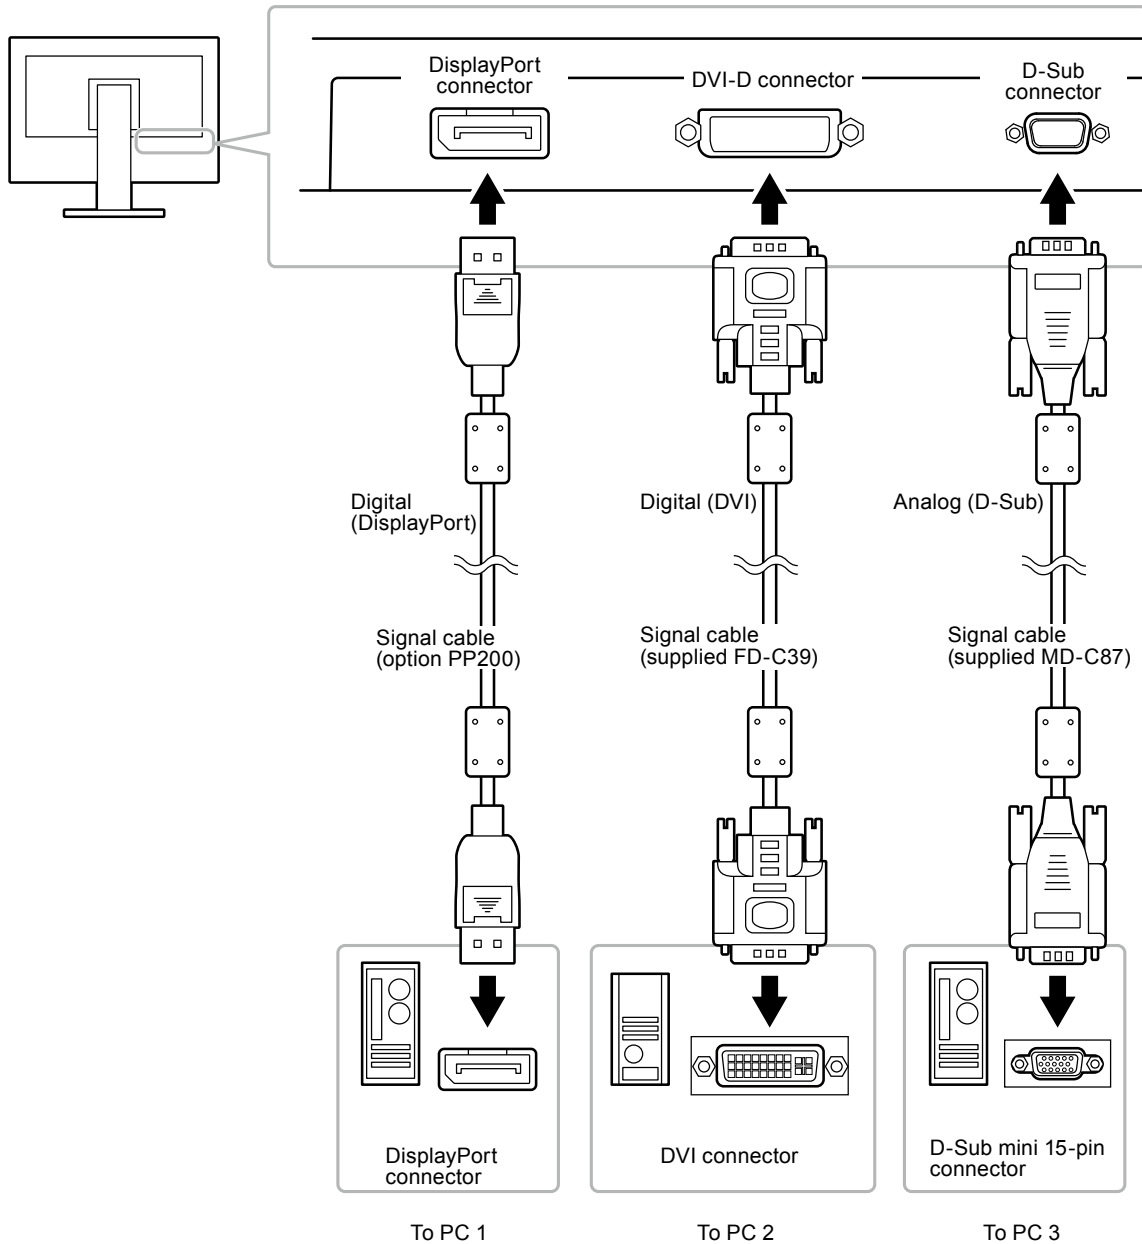 DisplayPort
connector
DVI-D connector
D-Sub
connector
Digital
(DisplayPort)
Digital (DVI)
Analog (D-Sub)
Signal cable
(option PP200)
Signal cable
(supplied FD-C39)
Signal cable
(supplied MD-C87)
DisplayPort
connector
DVI connector
D-Sub mini 15-pin
connector
To PC 1
To PC 2
To PC 3